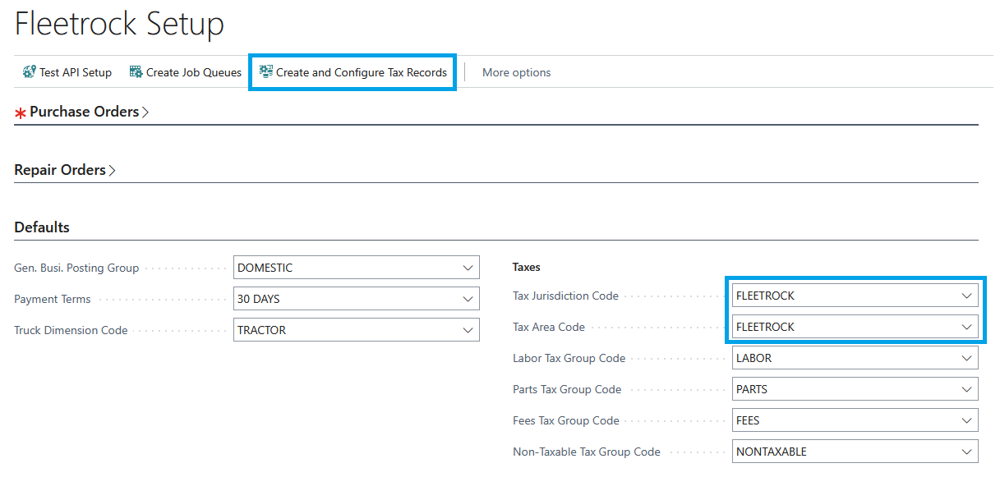 Fleetrock Setup
Test API Setup Create Job Queues Create and Configure Tax Records More options
* Purchase Orders >
Repair Orders >
Defaults
Gen. Busi. Posting Group DOMESTIC
Payment Terms 30 DAYS
Truck Dimension Code TRACTOR
Taxes
Tax Jurisdiction Code FLEETROCK
Tax Area Code FLEETROCK
Labor Tax Group Code LABOR
Parts Tax Group Code PARTS
Fees Tax Group Code FEES
Non-Taxable Tax Group Code NONTAXABLE